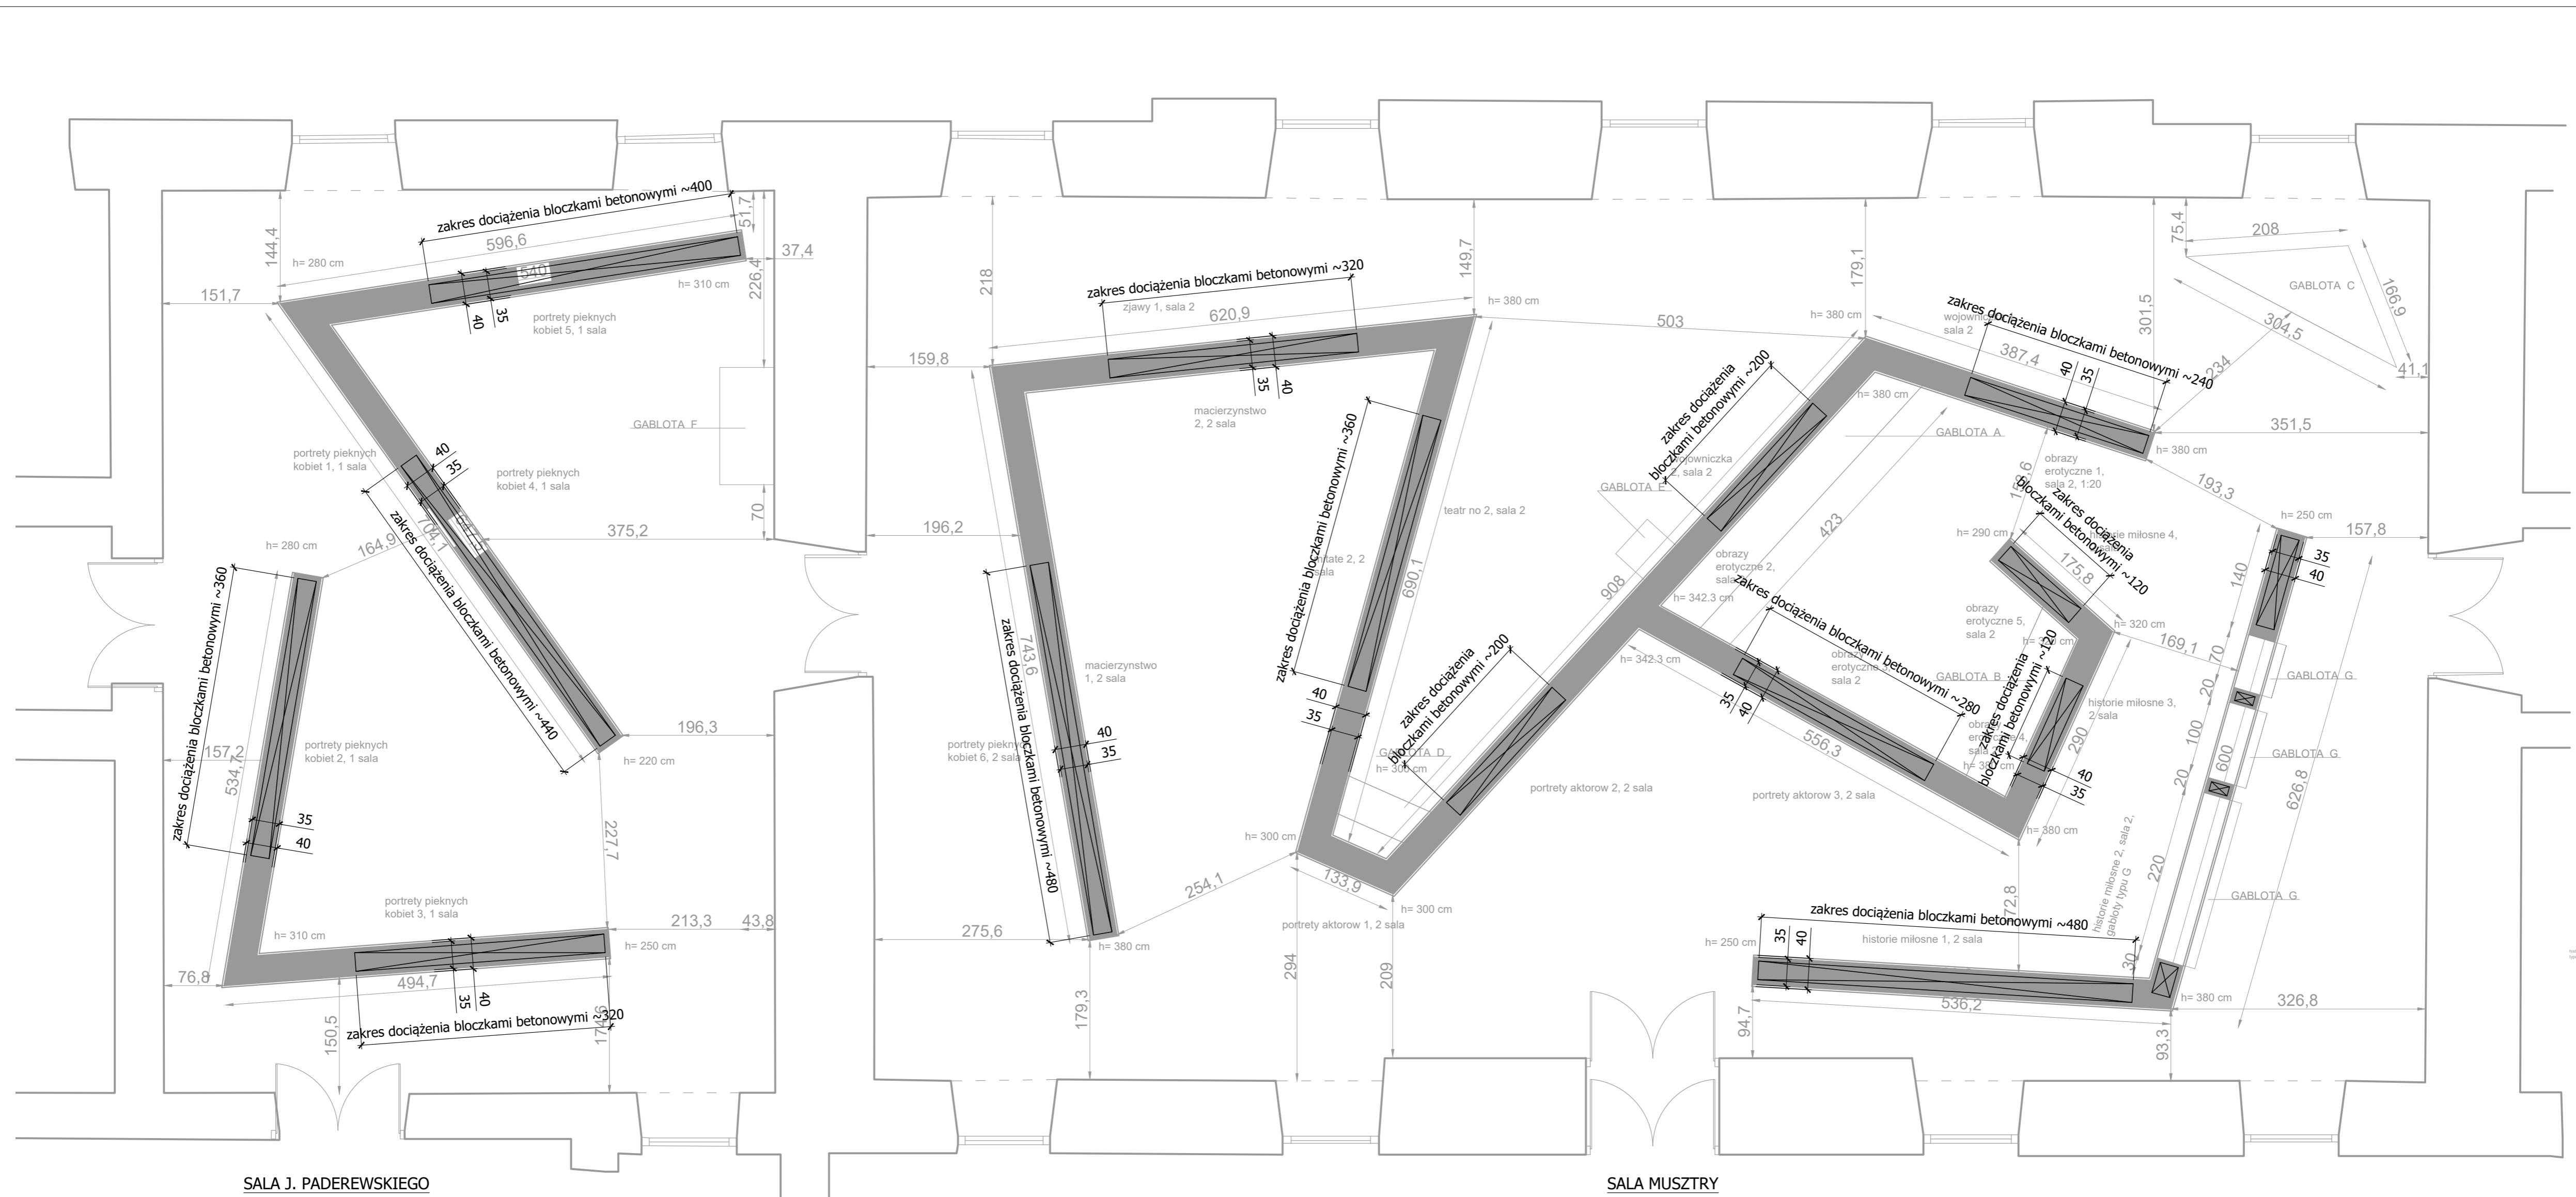 zakres dociążenia bloczkami betonowymi ~400
596,6
540
51,7
144,4
h= 280 cm
37,4
226,4
151,7
h= 310 cm
40
35
portrety pieknych
kobiet 5, 1 sala
GABLOTA F
portrety pieknych
kobiet 1, 1 sala
40
35
portrety pieknych
kobiet 4, 1 sala
704,1
70
375,2
h= 280 cm
164,9
zakres dociążenia bloczkami betonowymi ~440
zakres dociążenia bloczkami betonowymi ~360
157,2
534,7
portrety pieknych
kobiet 2, 1 sala
196,3
h= 220 cm
35
40
227,7
portrety pieknych
kobiet 3, 1 sala
h= 310 cm
213,3
43,8
h= 250 cm
76,8
494,7
35
40
zakres dociążenia bloczkami betonowymi ~320
150,5
174,6
SALA J. PADEREWSKIEGO
218
149,7
zakres dociążenia bloczkami betonowymi ~320
zjawy 1, sala 2
620,9
h= 380 cm
159,8
35
40
macierzynstwo
2, 2 sala
503
179,1
h= 380 cm
zakres dociążenia bloczkami betonowymi ~360
teatr no 2, sala 2
196,2
sala
690,1
743,6
zakres dociążenia bloczkami betonowymi ~480
macierzynstwo
1, 2 sala
portrety pieknych
kobiet 6, 2 sala
40
35
40
35
zakres dociążenia
bloczkami betonowymi ~200
GABLOTA D
h= 300 cm
h= 300 cm
254,1
133,9
275,6
h= 380 cm
h= 300 cm
portrety aktorow 1, 2 sala
179,3
294
209
zakres dociążenia
bloczkami betonowymi ~200
wojowniczka
2, sala 2
GABLOTA E
908
portrety aktorow 2, 2 sala
75,4
208
166,9
GABLOTA C
304,5
301,5
234
41,1
zakres dociążenia bloczkami betonowymi ~240
sala 2
387,4
40
35
h= 380 cm
351,5
h= 380 cm
GABLOTA A
obrazy
erotyczne 1,
sala 2, 1:20
193,3
423
zakres dociążenia
bloczkami betonowymi ~120
h= 290 cm
h= 250 cm
157,8
175,8
35
40
140
obrazy
erotyczne 2,
h= 342.3 cm
zakres dociążenia bloczkami betonowymi ~280
obrazy
erotyczne 5,
sala 2
h= 320 cm
169,1
70
h= 342.3 cm
sala 2
GABLOTA B
35
40
zakres dociążenia
bloczkami betonowymi ~120
historie miłosne 3,
2 sala
GABLOTA G
20
100
290
556,3
GABLOTA G
600
20
626,8
40
35
portrety aktorow 3, 2 sala
h= 380 cm
220
GABLOTA G
historie miłosne 2, sala 2,
gabloty typu G
zakres dociążenia bloczkami betonowymi ~480
historie miłosne 1, 2 sala
h= 250 cm
35
40
30
h= 380 cm
326,8
536,2
94,7
93,3
SALA MUSZTRY